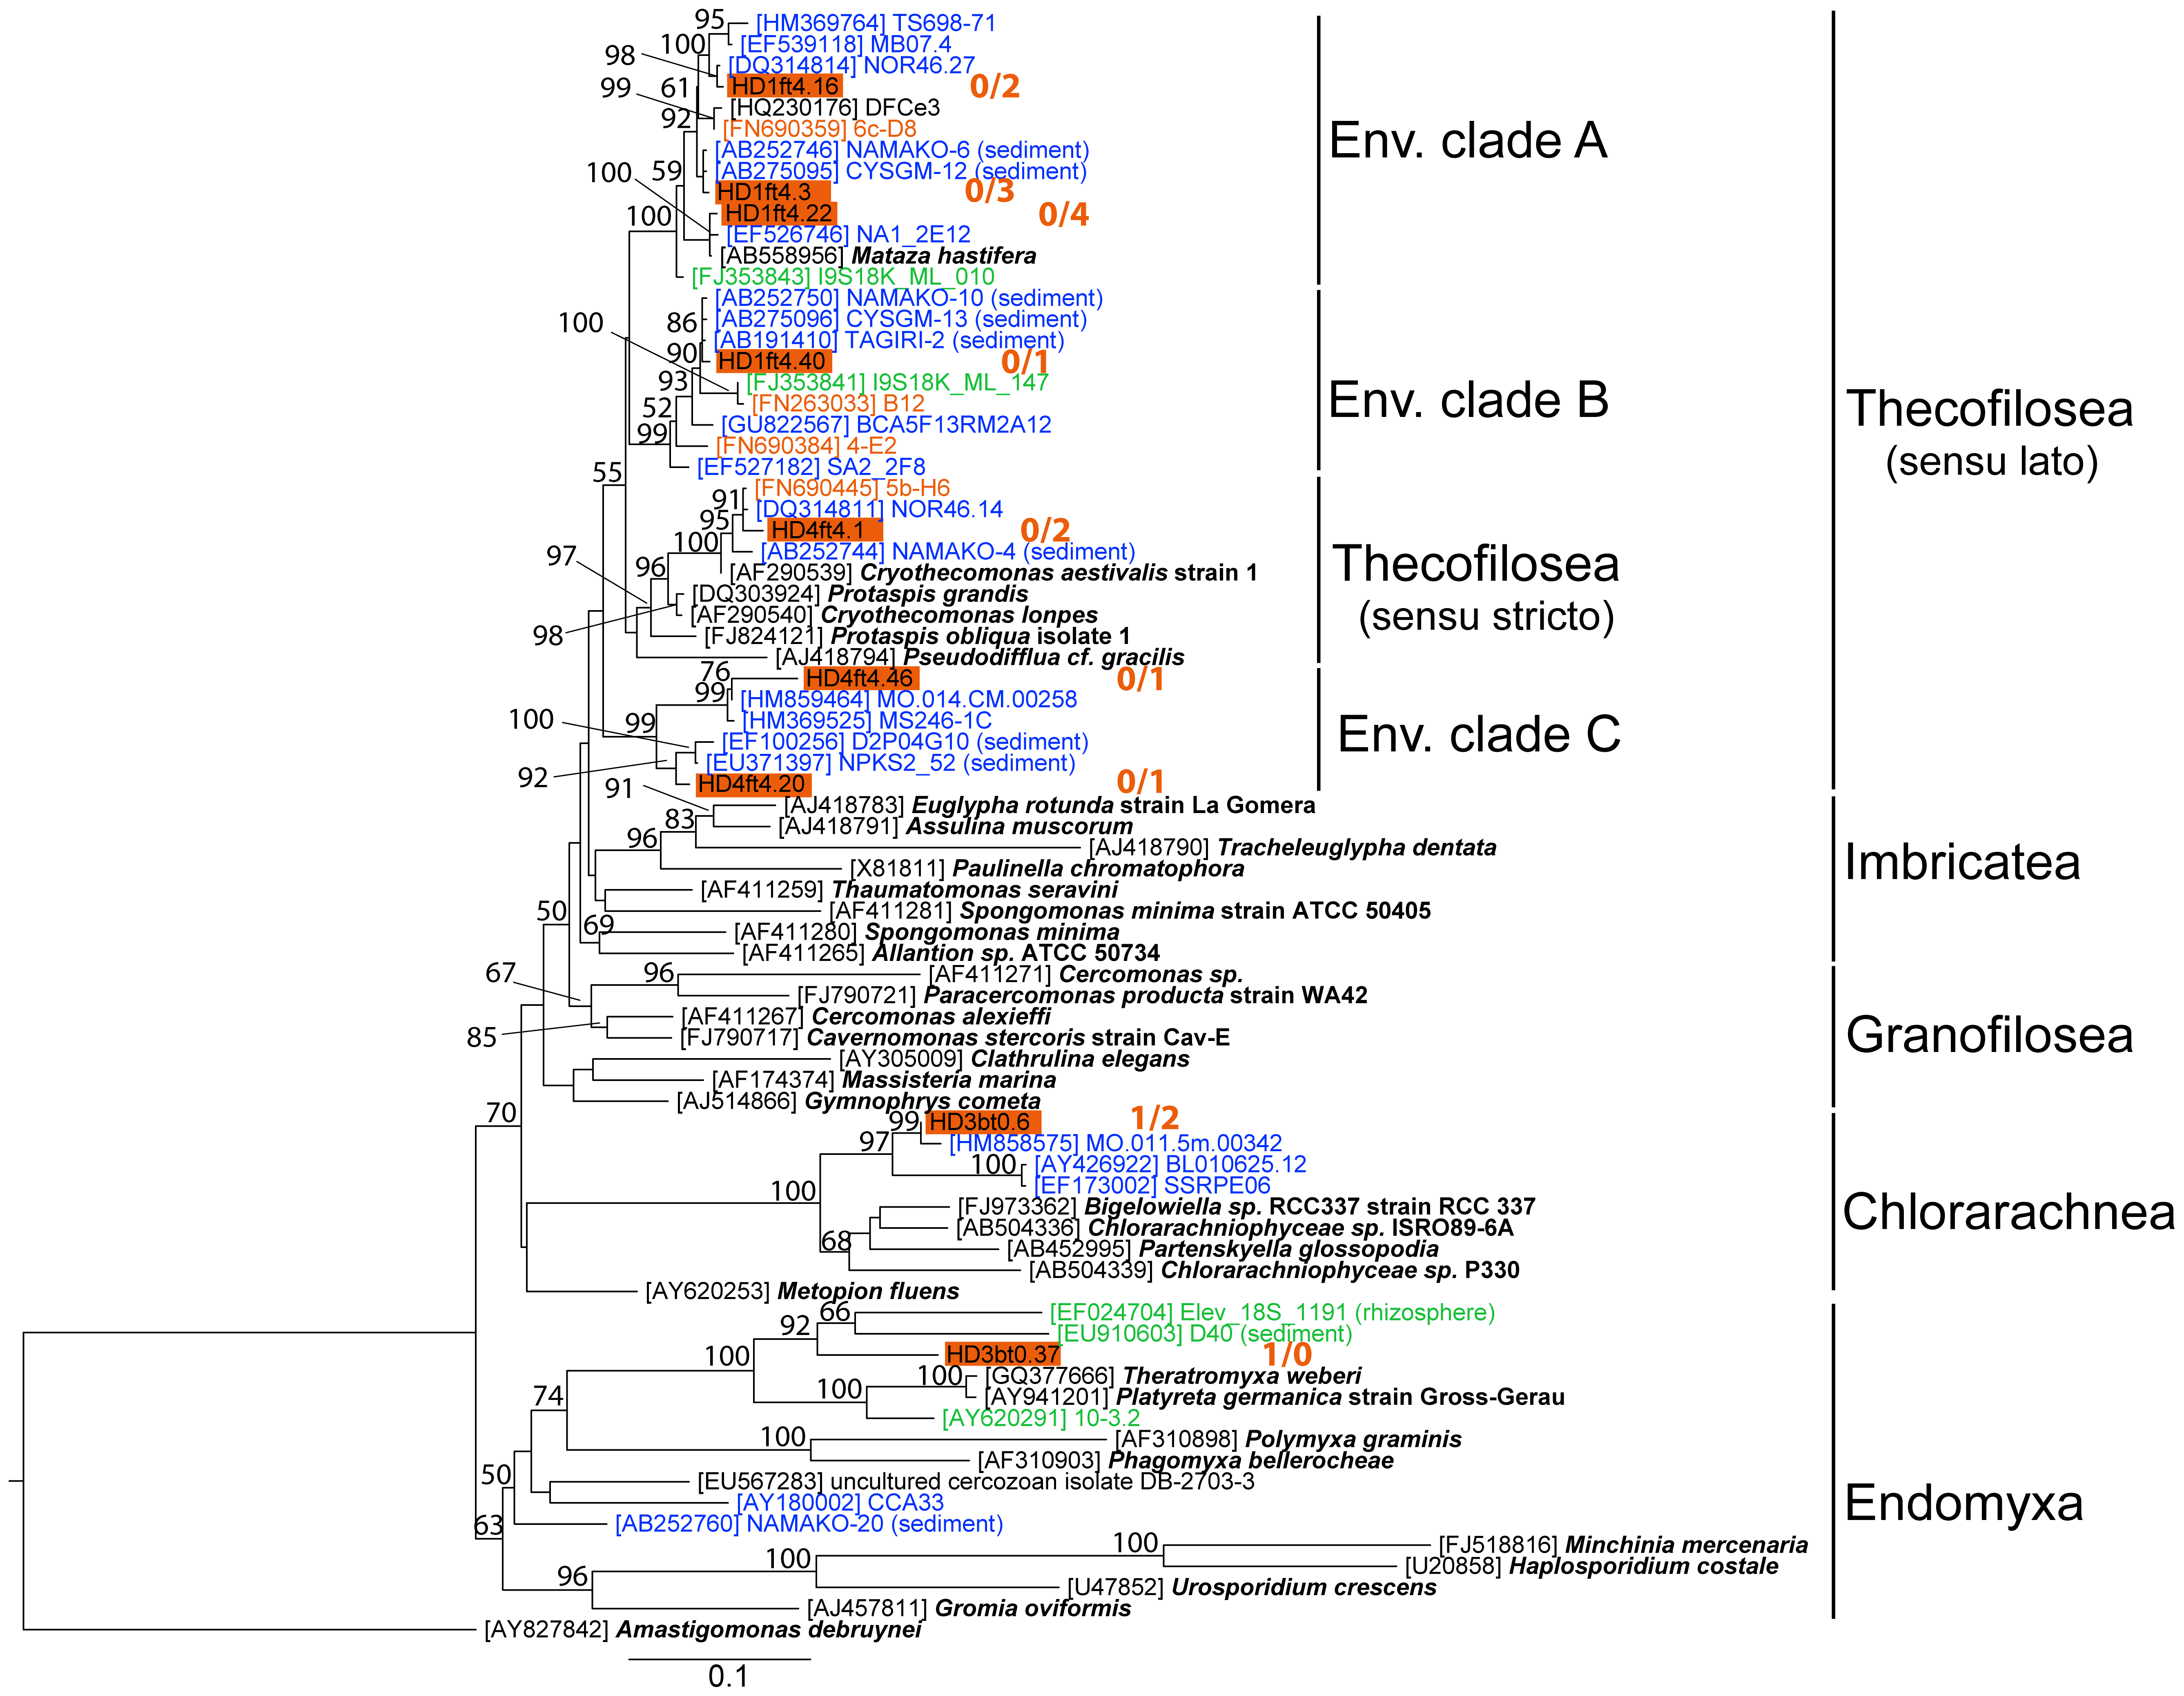 95
[HM369764] TS698-71
100
[EF539118] MB07.4
98
[DQ314814] NOR46.27
HD1ft4.16
0/2
99
61
[HQ230176] DFCe3
92
[FN690359] 6c-D8
[AB252746] NAMAKO-6 (sediment)
Env. clade A
100
59
[AB275095] CYSGM-12 (sediment)
HD1ft4.3
0/3
100
HD1ft4.22
0/4
[EF526746] NA1_2E12
[AB558956] Mataza hastifera
[FJ353843] I9S18K_ML_010
[AB252750] NAMAKO-10 (sediment)
100
86
[AB275096] CYSGM-13 (sediment)
[AB191410] TAGIRI-2 (sediment)
90
HD1ft4.40
0/1
93
[FJ353841] I9S18K_ML_147
52
[FN263033] B12
Env. clade B
99
[GU822567] BCA5F13RM2A12
[FN690384] 4-E2
55
[EF527182] SA2_2F8
Thecofilosea
(sensu lato)
[FN690445] 5b-H6
91
[DQ314811] NOR46.14
95
HD4ft4.1
0/2
100
[AB252744] NAMAKO-4 (sediment)
97
96
[AF290539] Cryothecomonas aestivalis strain 1
Thecofilosea
(sensu stricto)
[DQ303924] Protaspis grandis
[AF290540] Cryothecomonas lonpes
98
[FJ824121] Protaspis obliqua isolate 1
[AJ418794] Pseudodifflua cf. gracilis
76
HD4ft4.46
0/1
99
[HM859464] MO.014.CM.00258
100
99
[HM369525] MS246-1C
Env. clade C
[EF100256] D2P04G10 (sediment)
92
[EU371397] NPKS2_52 (sediment)
HD4ft4.20
0/1
91
[AJ418783] Euglypha rotunda strain La Gomera
83
[AJ418791] Assulina muscorum
96
[AJ418790] Tracheleuglypha dentata
[X81811] Paulinella chromatophora
Imbricatea
[AF411259] Thaumatomonas seravini
50
[AF411281] Spongomonas minima strain ATCC 50405
69
[AF411280] Spongomonas minima
[AF411265] Allantion sp. ATCC 50734
67
96
[AF411271] Cercomonas sp.
[FJ790721] Paracercomonas producta strain WA42
85
[AF411267] Cercomonas alexieffi
[FJ790717] Cavernomonas stercoris strain Cav-E
Granofilosea
[AY305009] Clathrulina elegans
[AF174374] Massisteria marina
[AJ514866] Gymnophrys cometa
70
99
HD3bt0.6
1/2
97
[HM858575] MO.011.5m.00342
100
[AY426922] BL010625.12
[EF173002] SSRPE06
100
[FJ973362] Bigelowiella sp. RCC337 strain RCC 337
Chlorarachnea
[AB504336] Chlorarachniophyceae sp. ISRO89-6A
68
[AB452995] Partenskyella glossopodia
[AB504339] Chlorarachniophyceae sp. P330
[AY620253] Metopion fluens
66
[EF024704] Elev_18S_1191 (rhizosphere)
92
[EU910603] D40 (sediment)
100
HD3bt0.37
1/0
100
[GQ377666] Theratromyxa weberi
100
[AY941201] Platyreta germanica strain Gross-Gerau
74
[AY620291] 10-3.2
100
[AF310898] Polymyxa graminis
[AF310903] Phagomyxa bellerocheae
50
[EU567283] uncultured cercozoan isolate DB-2703-3
[AY180002] CCA33
Endomyxa
63
[AB252760] NAMAKO-20 (sediment)
100
[FJ518816] Minchinia mercenaria
100
[U20858] Haplosporidium costale
96
[U47852] Urosporidium crescens
[AJ457811] Gromia oviformis
[AY827842] Amastigomonas debruynei
0.1